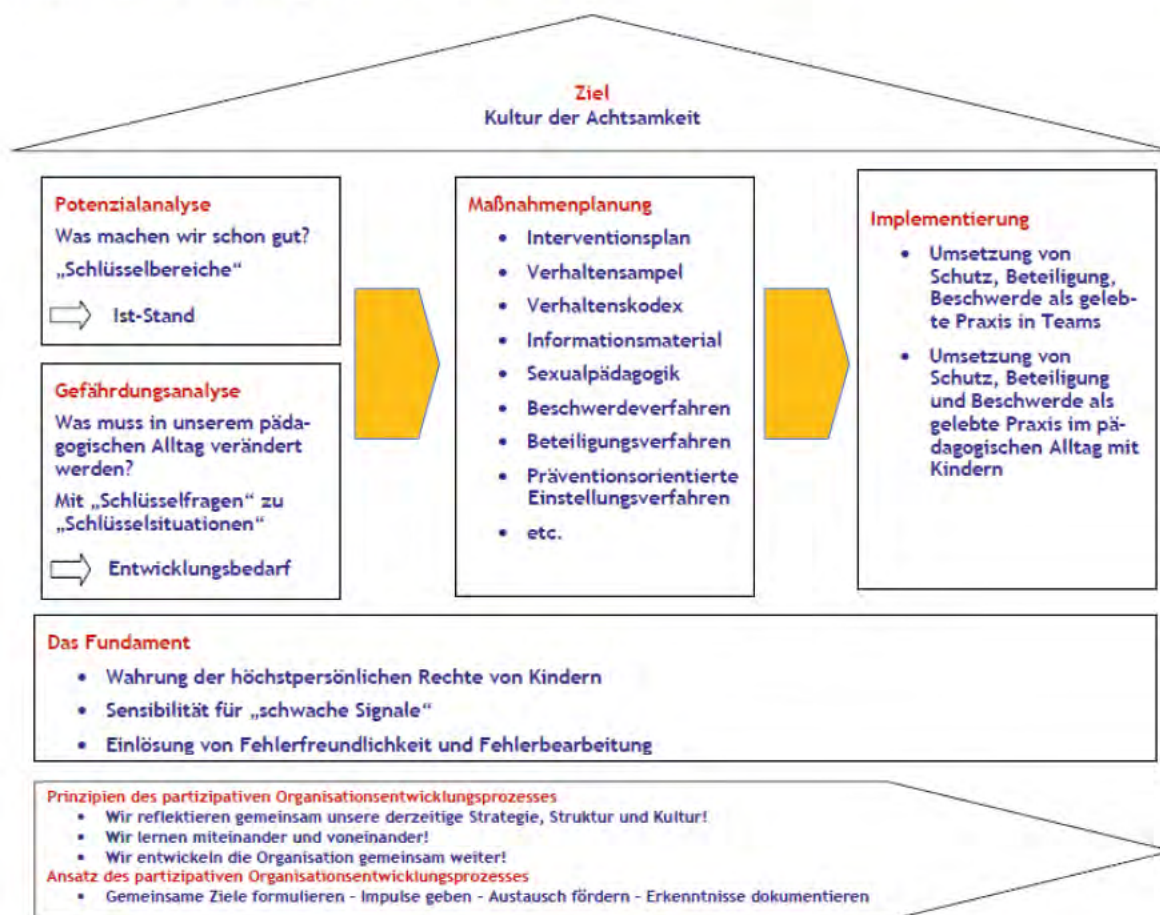 Ziel
Kultur der Achtsamkeit
Potenzialanalyse
Was machen wir schon gut?
„Schlüsselbereiche“
Ist-Stand
Gefährdungsanalyse
Was muss in unserem päda-
gogischen Alltag verändert
werden?
Mit „Schlüsselfragen“ zu
„Schlüsselsituationen“
Entwicklungsbedarf
Maßnahmenplanung
• Interventionsplan
• Verhaltensampel
• Verhaltenskodex
• Informationsmaterial
• Sexualpädagogik
• Beschwerdeverfahren
• Beteiligungsverfahren
• Präventionsorientierte
Einstellungsverfahren
• etc.
Implementierung
• Umsetzung von
Schutz, Beteiligung,
Beschwerde als geleb-
te Praxis in Teams
• Umsetzung von
Schutz, Beteiligung
und Beschwerde als
gelebte Praxis im pä-
dagogischen Alltag mit
Kindern
Das Fundament
• Wahrung der höchstpersönlichen Rechte von Kindern
• Sensibilität für „schwache Signale“
• Einlösung von Fehlerfreundlichkeit und Fehlerbearbeitung
Prinzipien des partizipativen Organisationsentwicklungsprozesses
• Wir reflektieren gemeinsam unsere derzeitige Strategie, Struktur und Kultur!
• Wir lernen miteinander und voneinander!
• Wir entwickeln die Organisation gemeinsam weiter!
Ansatz des partizipativen Organisationsentwicklungsprozesses
• Gemeinsame Ziele formulieren – Impulse geben – Austausch fördern – Erkenntnisse dokumentieren